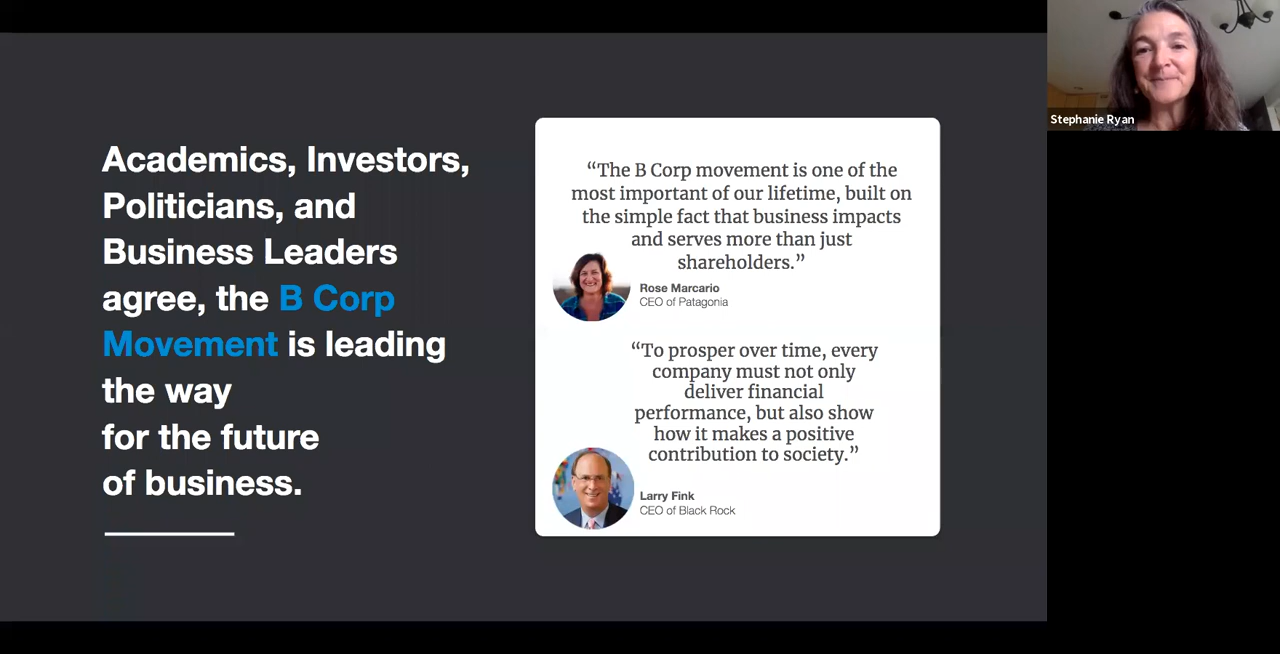 Academics, Investors,
Politicians, and
Business Leaders
agree, the B Corp
Movement is leading
the way
for the future
of business.
“The B Corp movement is one of the
most important of our lifetime, built on
the simple fact that business impacts
and serves more than just
shareholders.”
Rose Marcario
CEO of Patagonia
“To prosper over time, every
company must not only
deliver financial
performance, but also show
how it makes a positive
contribution to society.”
Larry Fink
CEO of Black Rock
Stephanie Ryan